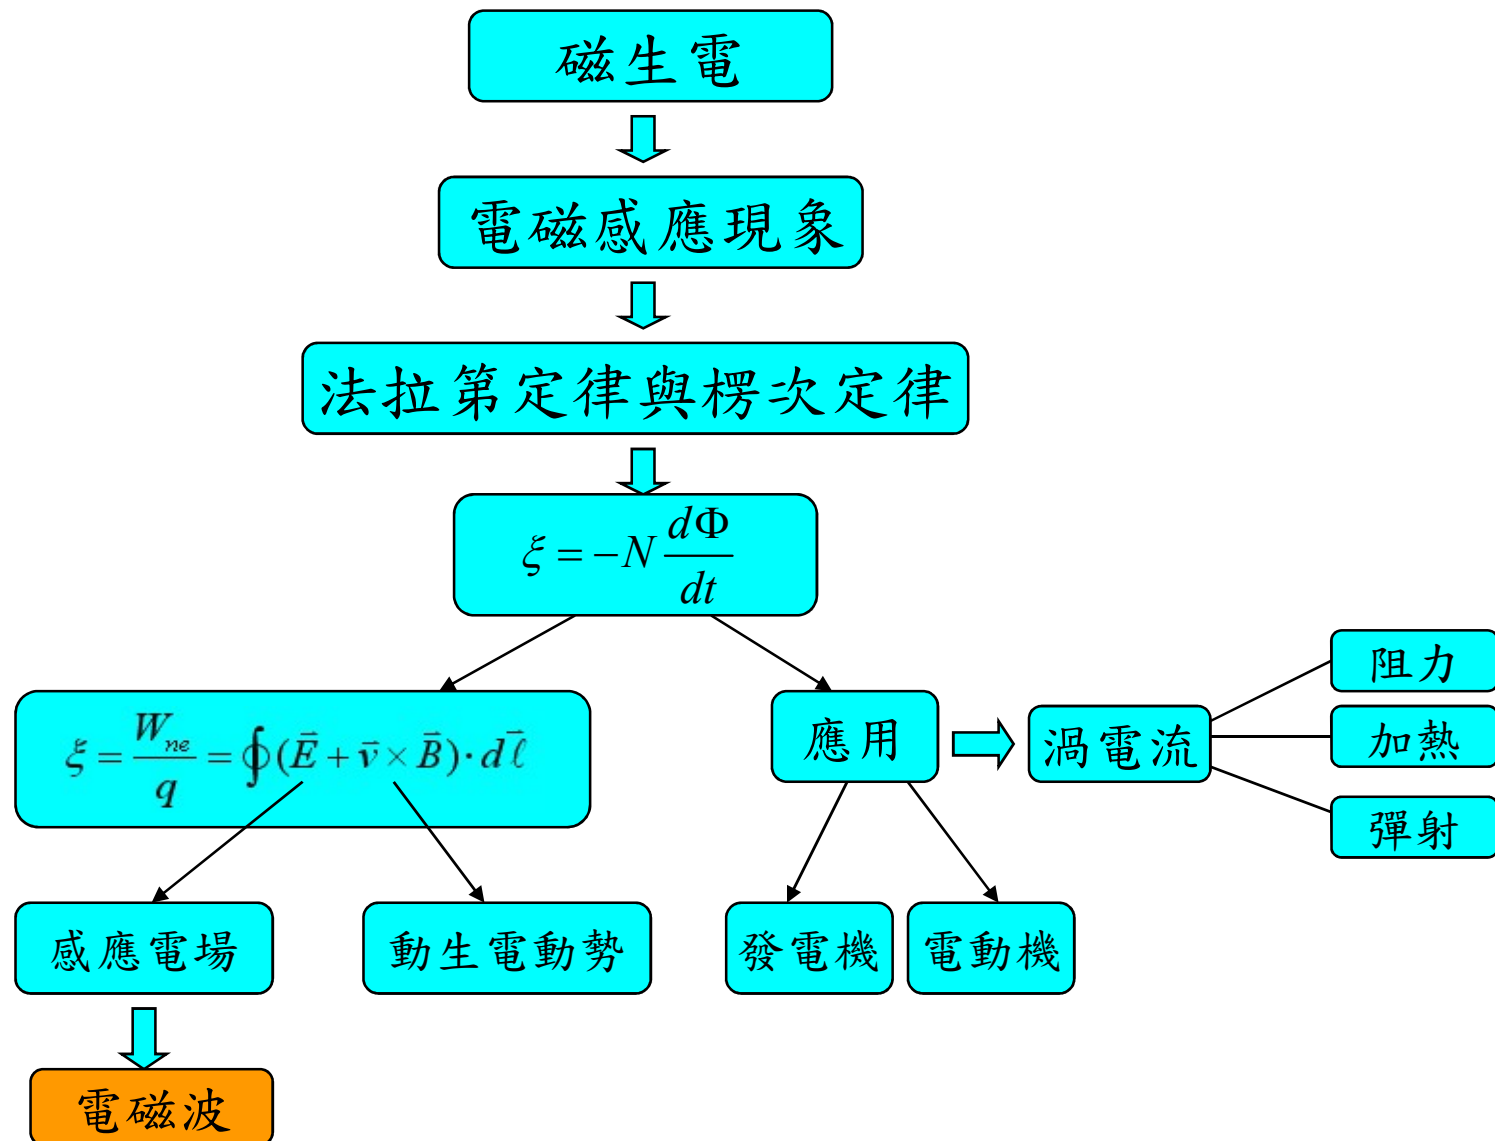 磁生電
電磁感應現象
法拉第定律與楞次定律
ξ = −N dΦ/dt
ξ = W_ne/q = ∮(E⃗ + v⃗ × B⃗)·dℓ⃗
應用
渦電流
阻力
加熱
彈射
感應電場
動生電動勢
發電機
電動機
電磁波